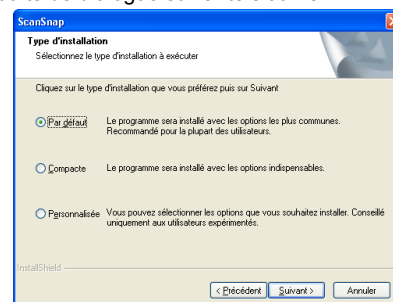 ScanSnap
Type d'installation
Sélectionnez le type d'installation à exécuter
Cliquez sur le type d'installation que vous préférez puis sur Suivant
Par défaut
Le programme sera installé avec les options les plus communes.
Recommandé pour la plupart des utilisateurs.
Compacte
Le programme sera installé avec les options indispensables.
Personnalisée
Vous pouvez sélectionner les options que vous souhaitez installer. Conseillé
uniquement aux utilisateurs expérimentés.
InstallShield
< Précédent
Suivant >
Annuler